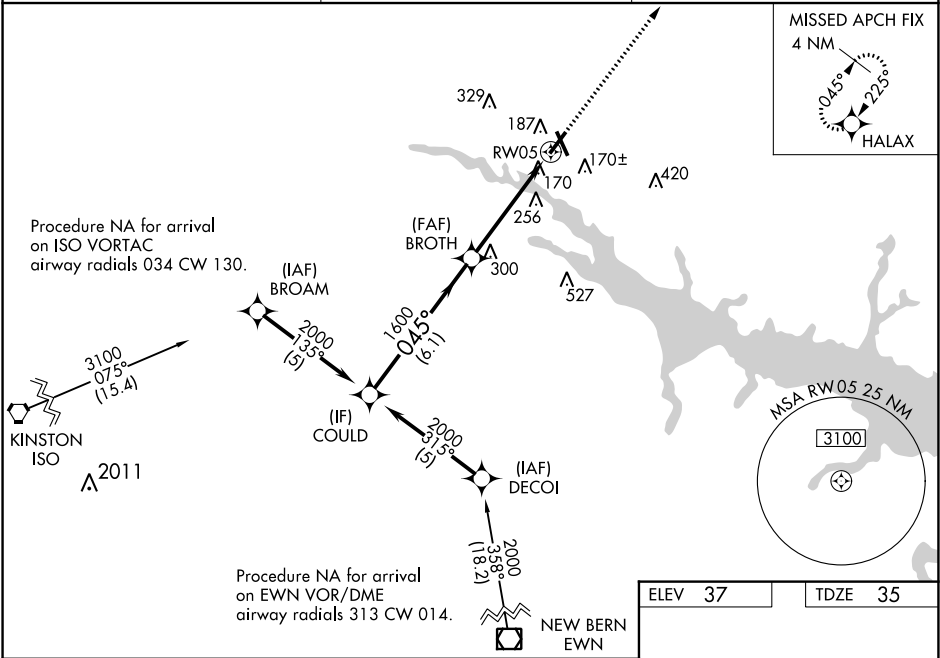 MISSED APCH FIX
4 NM
045°
225°
HALAX
329
187
RW05
170±
170
420
256
(FAF)
BROTH
300
527
Procedure NA for arrival
on ISO VORTAC
airway radials 034 CW 130.
(IAF)
BROAM
2000
135°
(5)
1600
045°
(6.1)
3100
075°
(15.4)
KINSTON
ISO
2011
(IF)
COULD
2000
315°
(5)
(IAF)
DECOI
MSA RW05 25 NM
3100
2000
358°
(18.2)
Procedure NA for arrival
on EWN VOR/DME
airway radials 313 CW 014.
NEW BERN
EWN
ELEV 37
TDZE 35